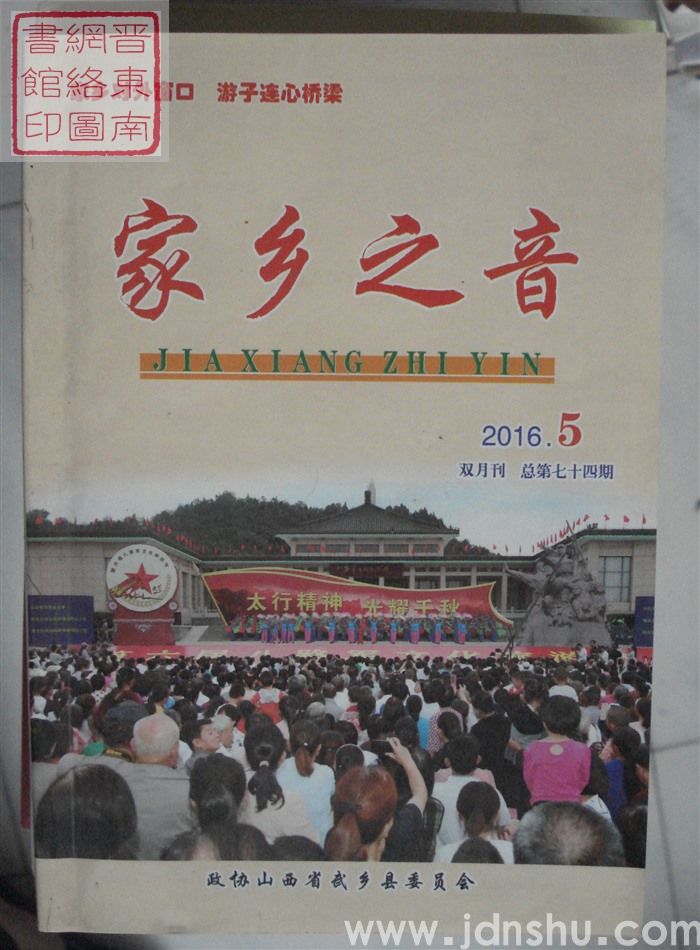 晋東南
網絡圖
書館印
游子连心桥梁
家乡之音
JIA XIANG ZHI YIN
2016.5
双月刊 总第七十四期
太行精神 光耀千秋
政协山西省武乡县委员会
www.jdnshu.com